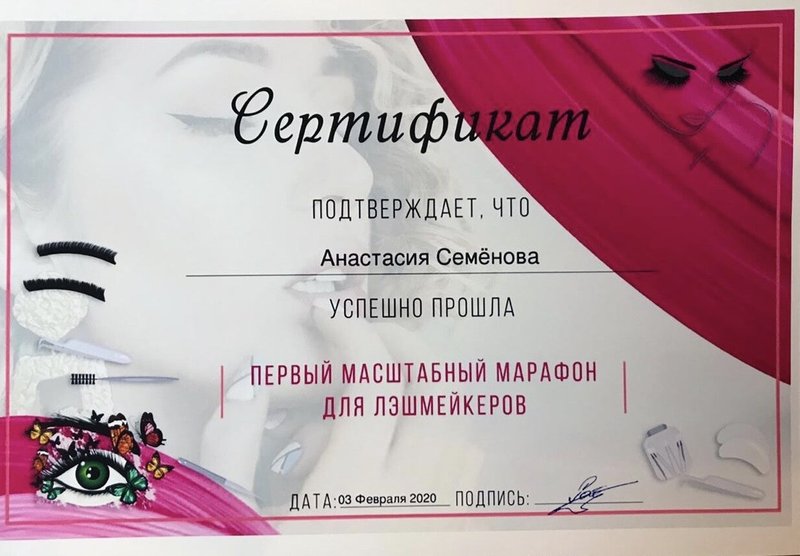 Сертификат
ПОДТВЕРЖДАЕТ, ЧТО
Анастасия Семёнова
УСПЕШНО ПРОШЛА
ПЕРВЫЙ МАСШТАБНЫЙ МАРАФОН
ДЛЯ ЛЭШМЕЙКЕРОВ
ДАТА: 03 Февраля 2020 ПОДПИСЬ: